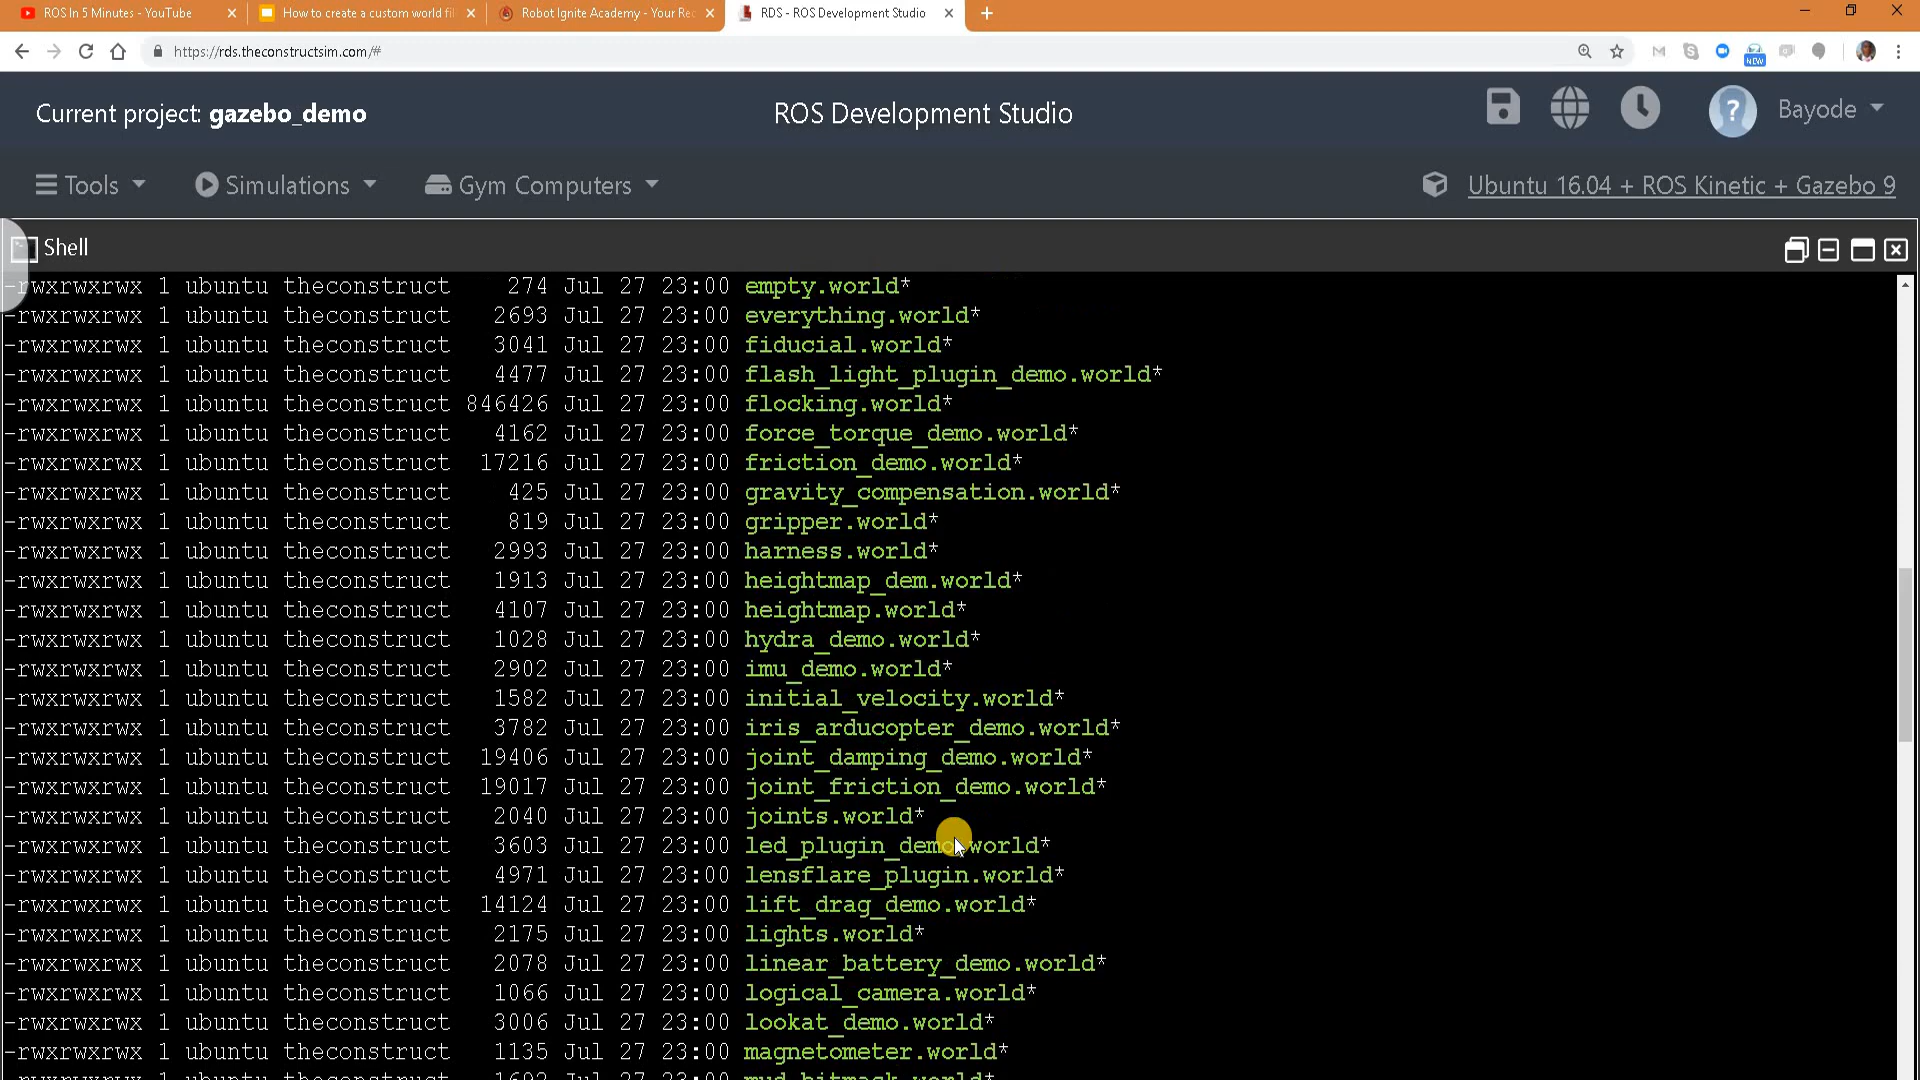 ROS In 5 Minutes - YouTube
How to create a custom world fil
Robot Ignite Academy - Your Rec
RDS - ROS Development Studio
https://rds.theconstructsim.com/#
NEW
Current project: gazebo_demo
ROS Development Studio
Bayode
Tools
Simulations
Gym Computers
Ubuntu 16.04 + ROS Kinetic + Gazebo 9
Shell
-rwxrwxrwx 1 ubuntu theconstruct 274 Jul 27 23:00 empty.world*
-rwxrwxrwx 1 ubuntu theconstruct 2693 Jul 27 23:00 everything.world*
-rwxrwxrwx 1 ubuntu theconstruct 3041 Jul 27 23:00 fiducial.world*
-rwxrwxrwx 1 ubuntu theconstruct 4477 Jul 27 23:00 flash_light_plugin_demo.world*
-rwxrwxrwx 1 ubuntu theconstruct 846426 Jul 27 23:00 flocking.world*
-rwxrwxrwx 1 ubuntu theconstruct 4162 Jul 27 23:00 force_torque_demo.world*
-rwxrwxrwx 1 ubuntu theconstruct 17216 Jul 27 23:00 friction_demo.world*
-rwxrwxrwx 1 ubuntu theconstruct 425 Jul 27 23:00 gravity_compensation.world*
-rwxrwxrwx 1 ubuntu theconstruct 819 Jul 27 23:00 gripper.world*
-rwxrwxrwx 1 ubuntu theconstruct 2993 Jul 27 23:00 harness.world*
-rwxrwxrwx 1 ubuntu theconstruct 1913 Jul 27 23:00 heightmap_dem.world*
-rwxrwxrwx 1 ubuntu theconstruct 4107 Jul 27 23:00 heightmap.world*
-rwxrwxrwx 1 ubuntu theconstruct 1028 Jul 27 23:00 hydra_demo.world*
-rwxrwxrwx 1 ubuntu theconstruct 2902 Jul 27 23:00 imu_demo.world*
-rwxrwxrwx 1 ubuntu theconstruct 1582 Jul 27 23:00 initial_velocity.world*
-rwxrwxrwx 1 ubuntu theconstruct 3782 Jul 27 23:00 iris_arducopter_demo.world*
-rwxrwxrwx 1 ubuntu theconstruct 19406 Jul 27 23:00 joint_damping_demo.world*
-rwxrwxrwx 1 ubuntu theconstruct 19017 Jul 27 23:00 joint_friction_demo.world*
-rwxrwxrwx 1 ubuntu theconstruct 2040 Jul 27 23:00 joints.world*
-rwxrwxrwx 1 ubuntu theconstruct 3603 Jul 27 23:00 led_plugin_demo.world*
-rwxrwxrwx 1 ubuntu theconstruct 4971 Jul 27 23:00 lensflare_plugin.world*
-rwxrwxrwx 1 ubuntu theconstruct 14124 Jul 27 23:00 lift_drag_demo.world*
-rwxrwxrwx 1 ubuntu theconstruct 2175 Jul 27 23:00 lights.world*
-rwxrwxrwx 1 ubuntu theconstruct 2078 Jul 27 23:00 linear_battery_demo.world*
-rwxrwxrwx 1 ubuntu theconstruct 1066 Jul 27 23:00 logical_camera.world*
-rwxrwxrwx 1 ubuntu theconstruct 3006 Jul 27 23:00 lookat_demo.world*
-rwxrwxrwx 1 ubuntu theconstruct 1135 Jul 27 23:00 magnetometer.world*